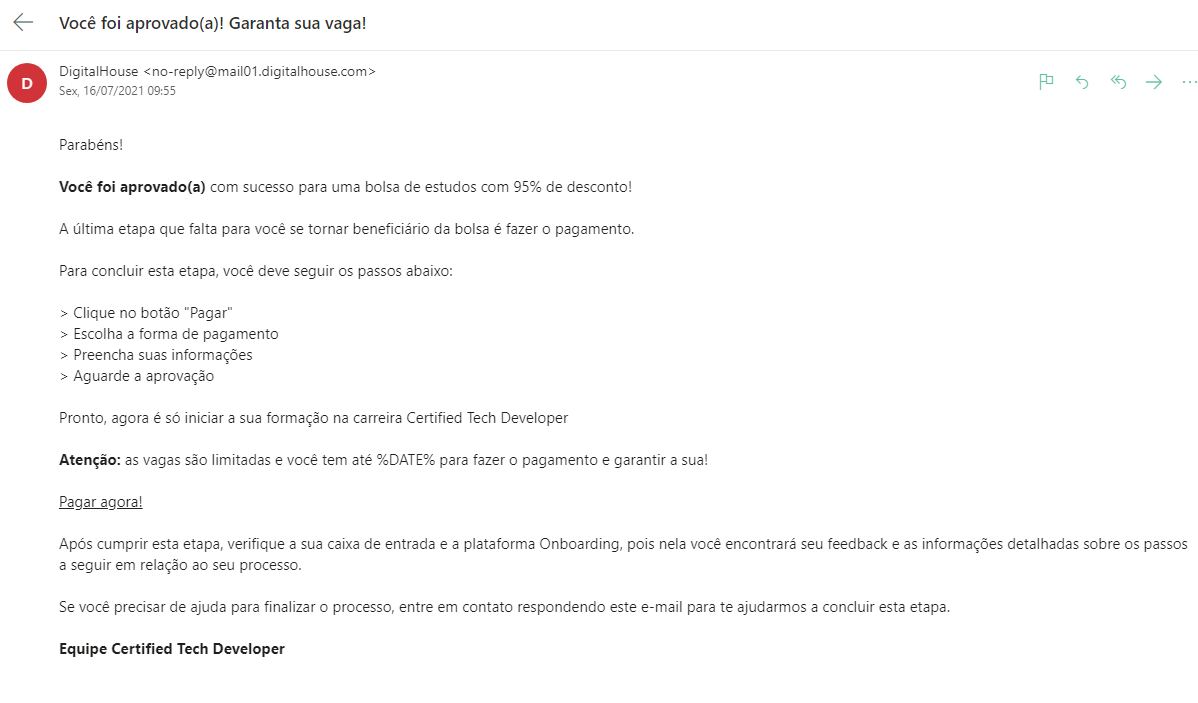 Você foi aprovado(a)! Garanta sua vaga!
D
DigitalHouse <no-reply@mail01.digitalhouse.com>
Sex, 16/07/2021 09:55
Parabéns!
Você foi aprovado(a) com sucesso para uma bolsa de estudos com 95% de desconto!
A última etapa que falta para você se tornar beneficiário da bolsa é fazer o pagamento.
Para concluir esta etapa, você deve seguir os passos abaixo:
> Clique no botão "Pagar"
> Escolha a forma de pagamento
> Preencha suas informações
> Aguarde a aprovação
Pronto, agora é só iniciar a sua formação na carreira Certified Tech Developer
Atenção: as vagas são limitadas e você tem até %DATE% para fazer o pagamento e garantir a sua!
Pagar agora!
Após cumprir esta etapa, verifique a sua caixa de entrada e a plataforma Onboarding, pois nela você encontrará seu feedback e as informações detalhadas sobre os passos
a seguir em relação ao seu processo.
Se você precisar de ajuda para finalizar o processo, entre em contato respondendo este e-mail para te ajudarmos a concluir esta etapa.
Equipe Certified Tech Developer